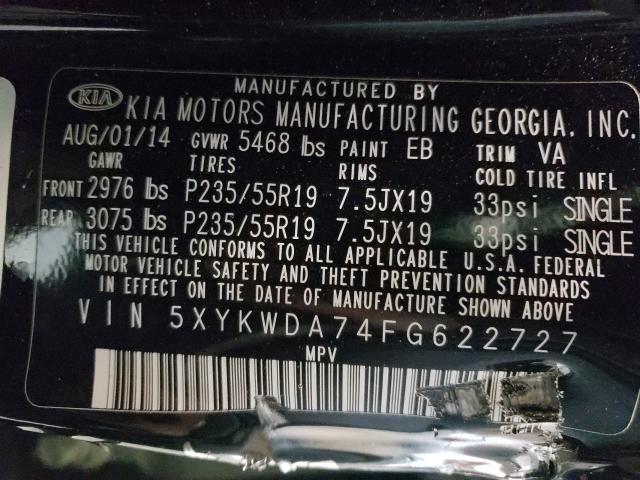 MANUFACTURED BY
KIA KIA MOTORS MANUFACTURING GEORGIA, INC.
AUG/01/14 GVWR 5468 lbs PAINT EB TRIM VA
GAWR TIRES RIMS COLD TIRE INFL
FRONT 2976 lbs P235/55R19 7.5JX19 33psi SINGLE
REAR 3075 lbs P235/55R19 7.5JX19 33psi SINGLE
THIS VEHICLE CONFORMS TO ALL APPLICABLE U.S.A. FEDERAL
MOTOR VEHICLE SAFETY AND THEFT PREVENTION STANDARDS
IN EFFECT ON THE DATE OF MANUFACTURE SHOWN ABOVE
VIN 5XYKWDA74FG622727
MPV